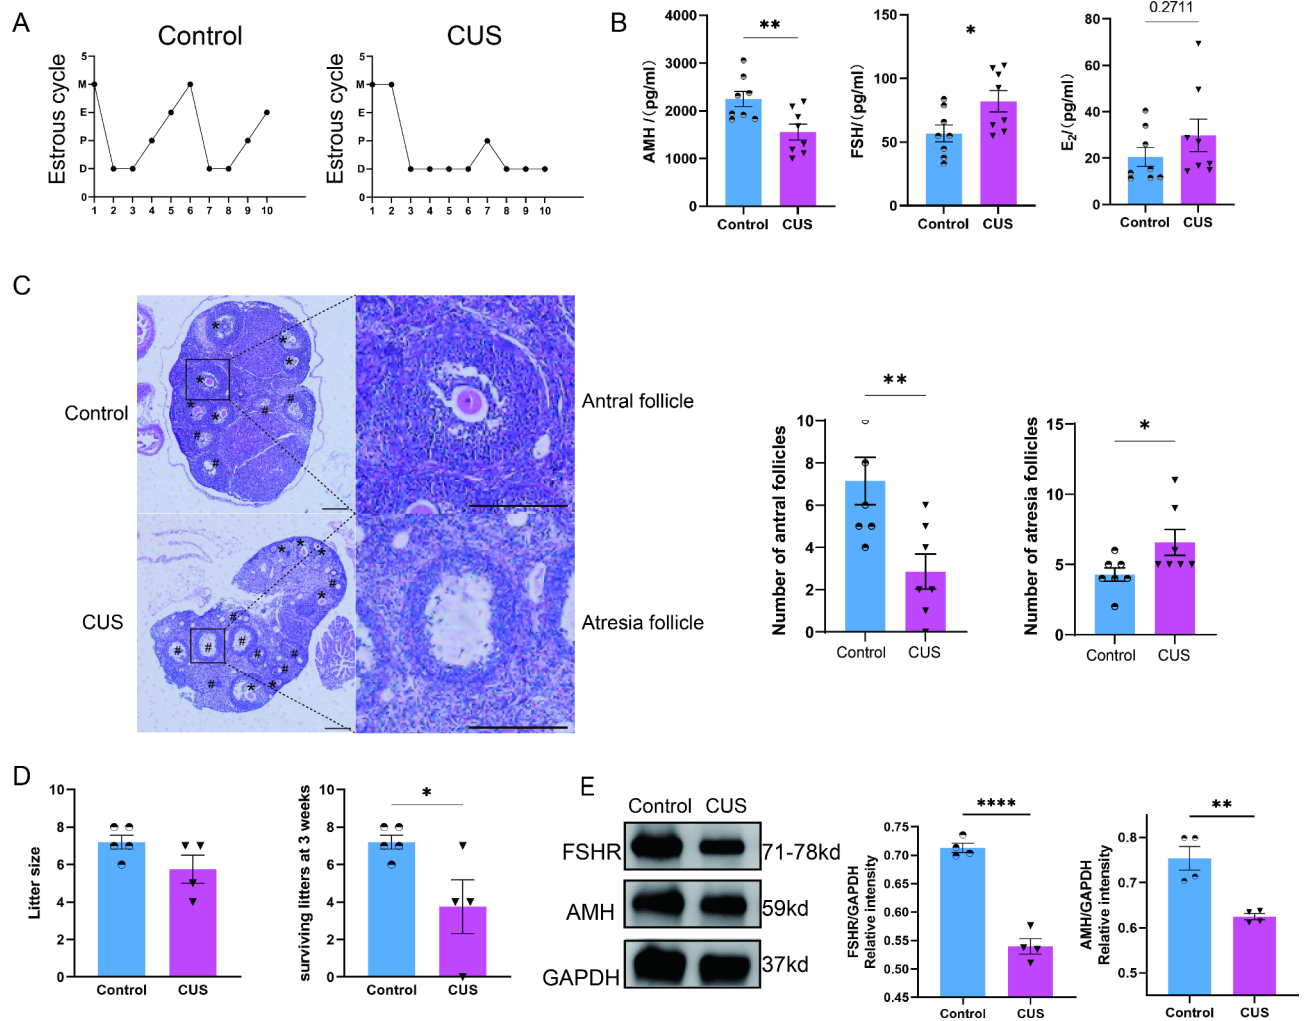 A
Control
CUS
Estrous cycle
5
M
E
P
D
0
1 2 3 4 5 6 7 8 9 10
Estrous cycle
5
M
E
P
D
0
1 2 3 4 5 6 7 8 9 10
B
AMH /(pg/ml)
4000
3000
2000
1000
0
**
Control CUS
FSH/(pg/ml)
150
100
50
0
*
Control CUS
E2/(pg/ml)
80
60
40
20
0
0.2711
Control CUS
C
Control
Antral follicle
CUS
Atresia follicle
Number of antral follicles
10
8
6
4
2
0
**
Control CUS
Number of atresia follicles
15
10
5
0
*
Control CUS
D
Litter size
10
8
6
4
2
0
Control CUS
surviving litters at 3 weeks
10
8
6
4
2
0
*
Control CUS
E
Control CUS
FSHR 71-78kd
AMH 59kd
GAPDH 37kd
FSHR/GAPDH
Relative intensity
0.75
0.70
0.65
0.60
0.55
0.50
0.45
****
Control CUS
AMH/GAPDH
Relative intensity
0.8
0.7
0.6
0.5
**
Control CUS